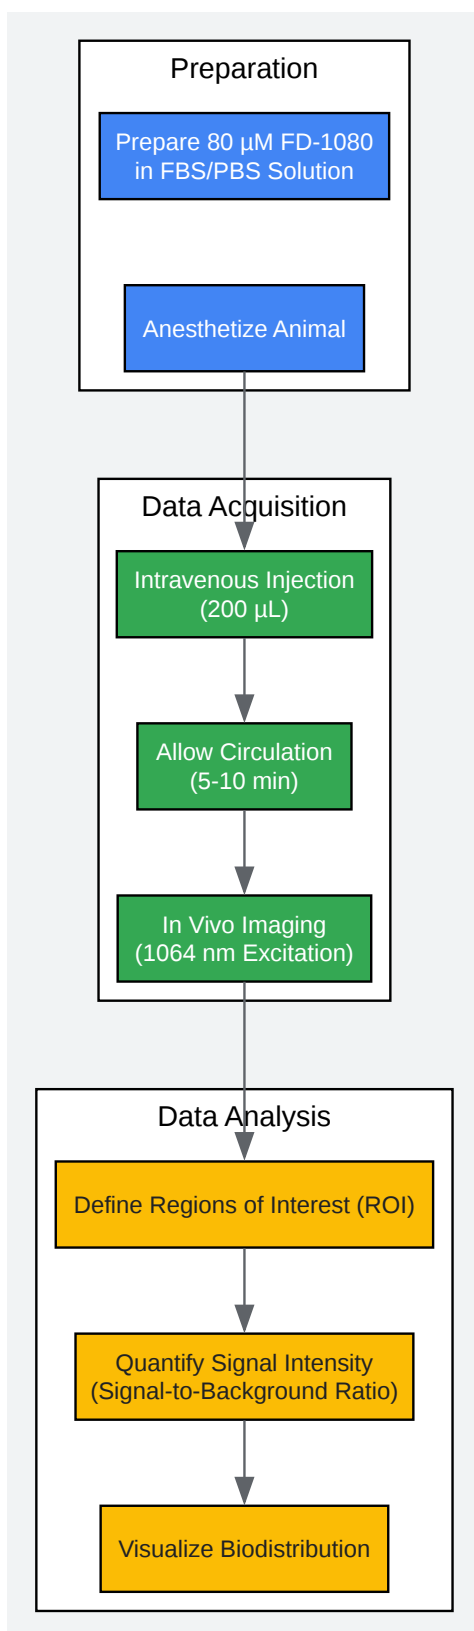 Preparation
Prepare 80 µM FD-1080
in FBS/PBS Solution
Anesthetize Animal
Data Acquisition
Intravenous Injection
(200 µL)
Allow Circulation
(5-10 min)
In Vivo Imaging
(1064 nm Excitation)
Data Analysis
Define Regions of Interest (ROI)
Quantify Signal Intensity
(Signal-to-Background Ratio)
Visualize Biodistribution